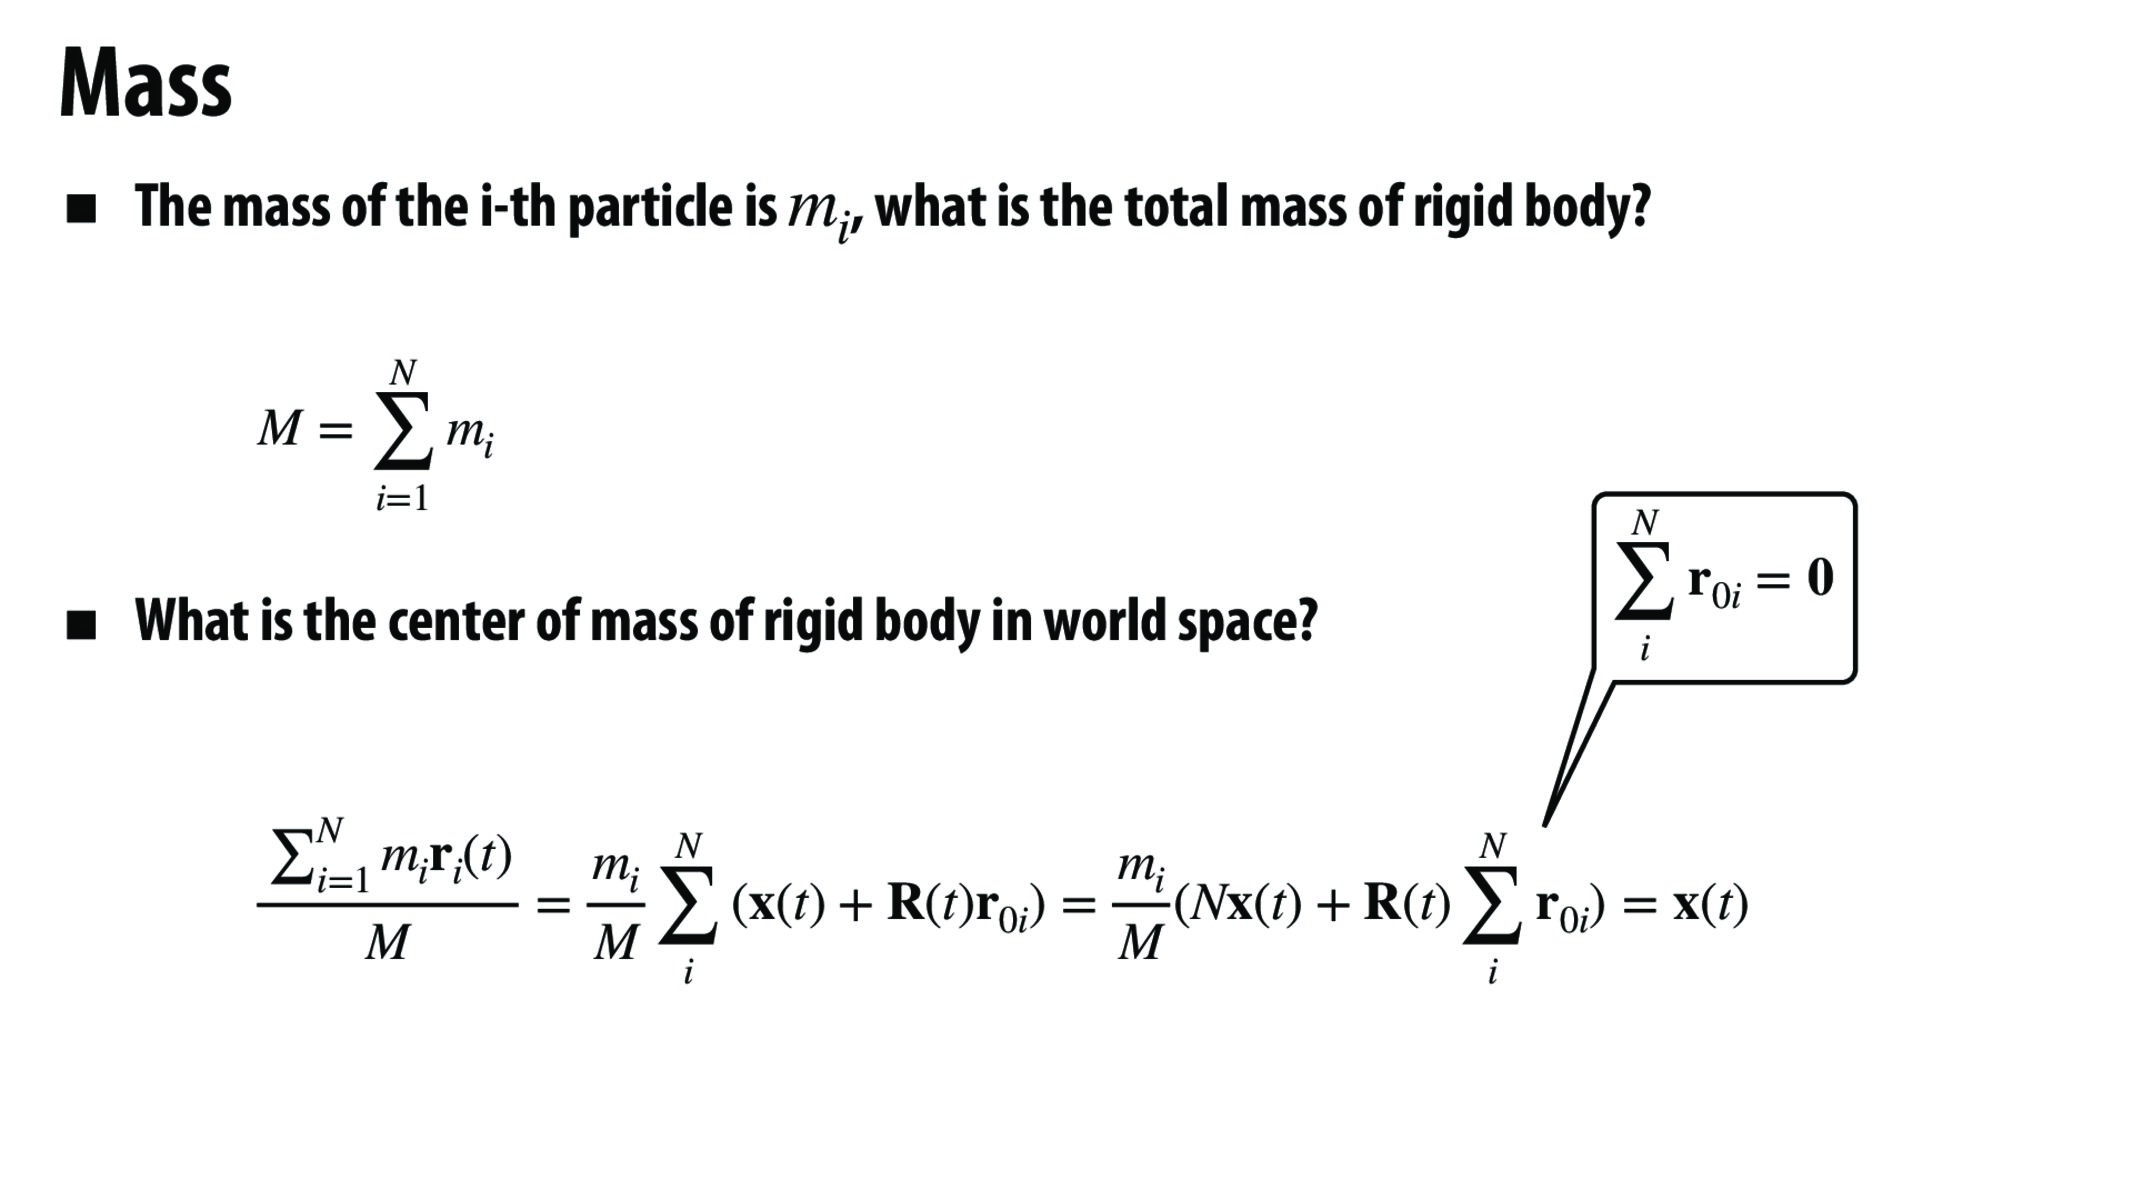 Mass
■ The mass of the i-th particle is $m_i$, what is the total mass of rigid body?
$M = \sum_{i=1}^{N} m_i$
$\sum_{i}^{N} \mathbf{r}_{0i} = \mathbf{0}$
■ What is the center of mass of rigid body in world space?
$\frac{\sum_{i=1}^{N} m_i \mathbf{r}_i(t)}{M} = \frac{m_i}{M} \sum_{i}^{N} (\mathbf{x}(t) + \mathbf{R}(t)\mathbf{r}_{0i}) = \frac{m_i}{M} (N\mathbf{x}(t) + \mathbf{R}(t) \sum_{i}^{N} \mathbf{r}_{0i}) = \mathbf{x}(t)$